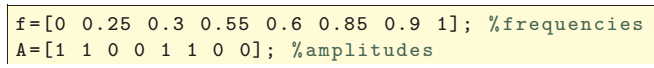 f=[0 0.25 0.3 0.55 0.6 0.85 0.9 1]; %frequencies
A=[1 1 0 0 1 1 0 0]; %amplitudes